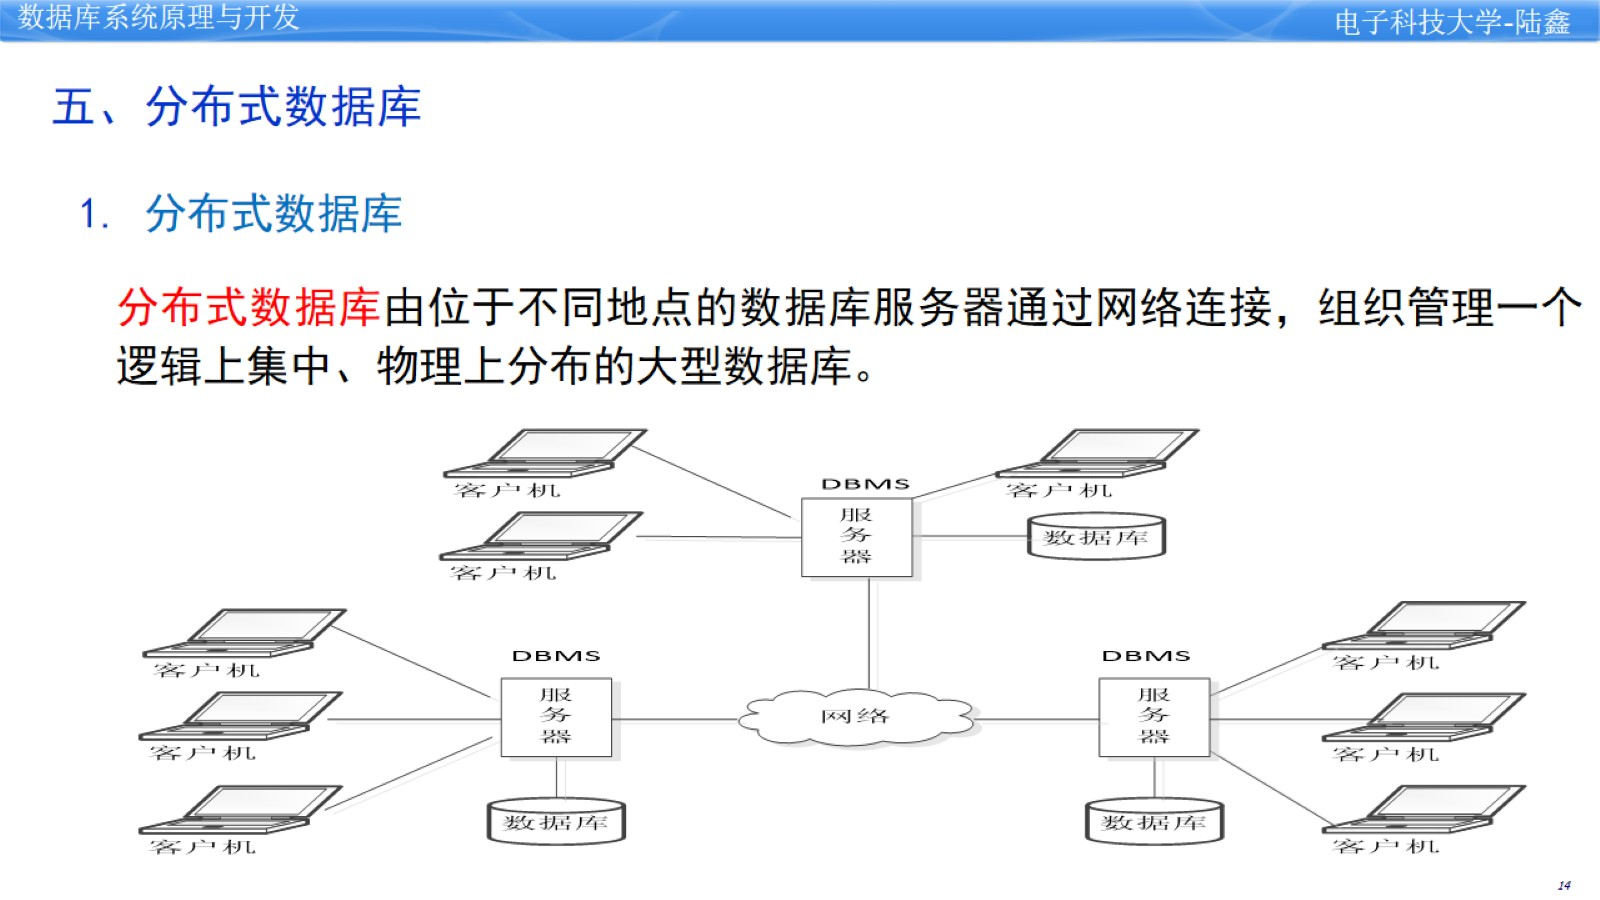 数据库系统原理与开发
电子科技大学-陆鑫
五、分布式数据库
1. 分布式数据库
分布式数据库由位于不同地点的数据库服务器通过网络连接，组织管理一个
逻辑上集中、物理上分布的大型数据库。
客户机
DBMS
客户机
服
务
器
数据库
客户机
客户机
DBMS
DBMS
客户机
服
务
器
网络
服
务
器
客户机
客户机
数据库
数据库
客户机
客户机
14